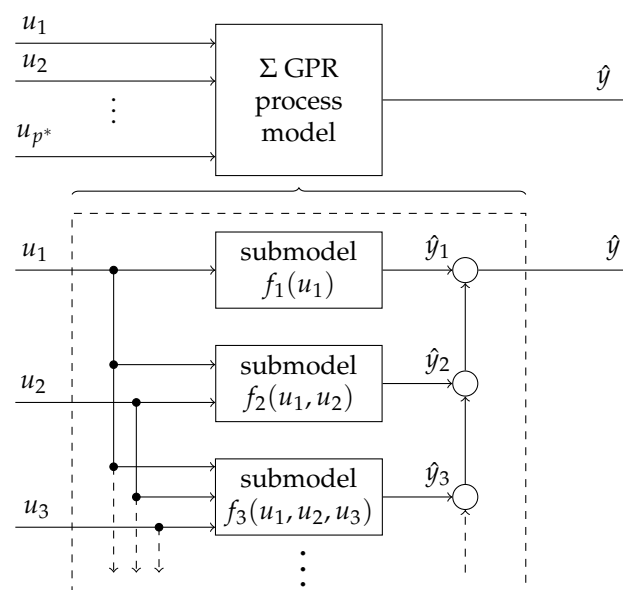 u₁
u₂
⋮
u_{p*}
Σ GPR
process
model
ŷ
u₁
submodel
f₁(u₁)
ŷ₁
ŷ
u₂
submodel
f₂(u₁, u₂)
ŷ₂
u₃
submodel
f₃(u₁, u₂, u₃)
ŷ₃
⋮